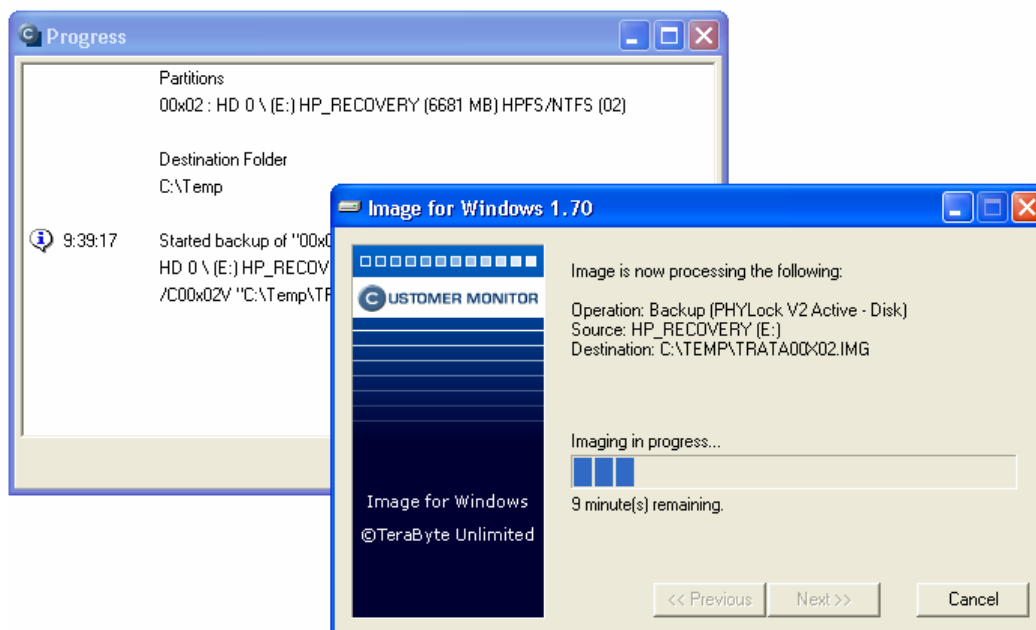 Progress
Partitions
00x02 : HD 0 \ (E:) HP_RECOVERY (6681 MB) HPFS/NTFS (02)
Destination Folder
C:\Temp
9:39:17 Started backup of "00x0
HD 0 \ (E:) HP_RECOV
/C00x02V "C:\Temp\TR
Image for Windows 1.70
CUSTOMER MONITOR
Image for Windows
©TeraByte Unlimited
Image is now processing the following:
Operation: Backup (PHYLock V2 Active - Disk)
Source: HP_RECOVERY (E:)
Destination: C:\TEMP\TRATA00X02.IMG
Imaging in progress...
9 minute(s) remaining.
<< Previous
Next >>
Cancel